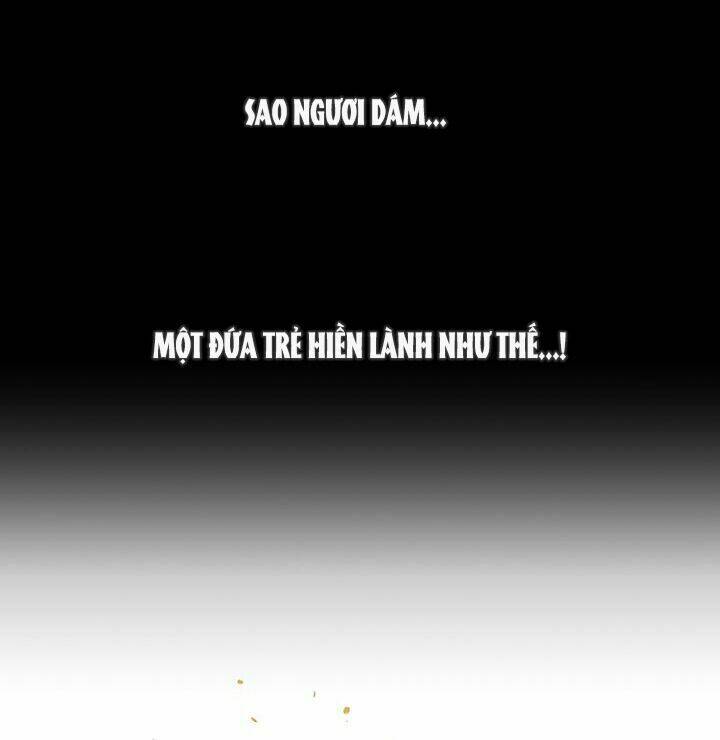 SAO NGƯƠI DÁM...
MỘT ĐỨA TRẺ HIỀN LÀNH NHƯ THẾ...!